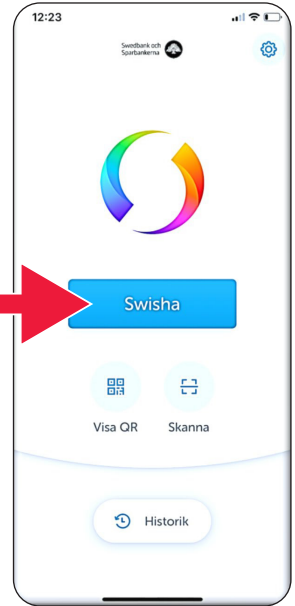 12:23
Swedbank och
Sparbankerna
Swisha
Visa QR
Skanna
Historik